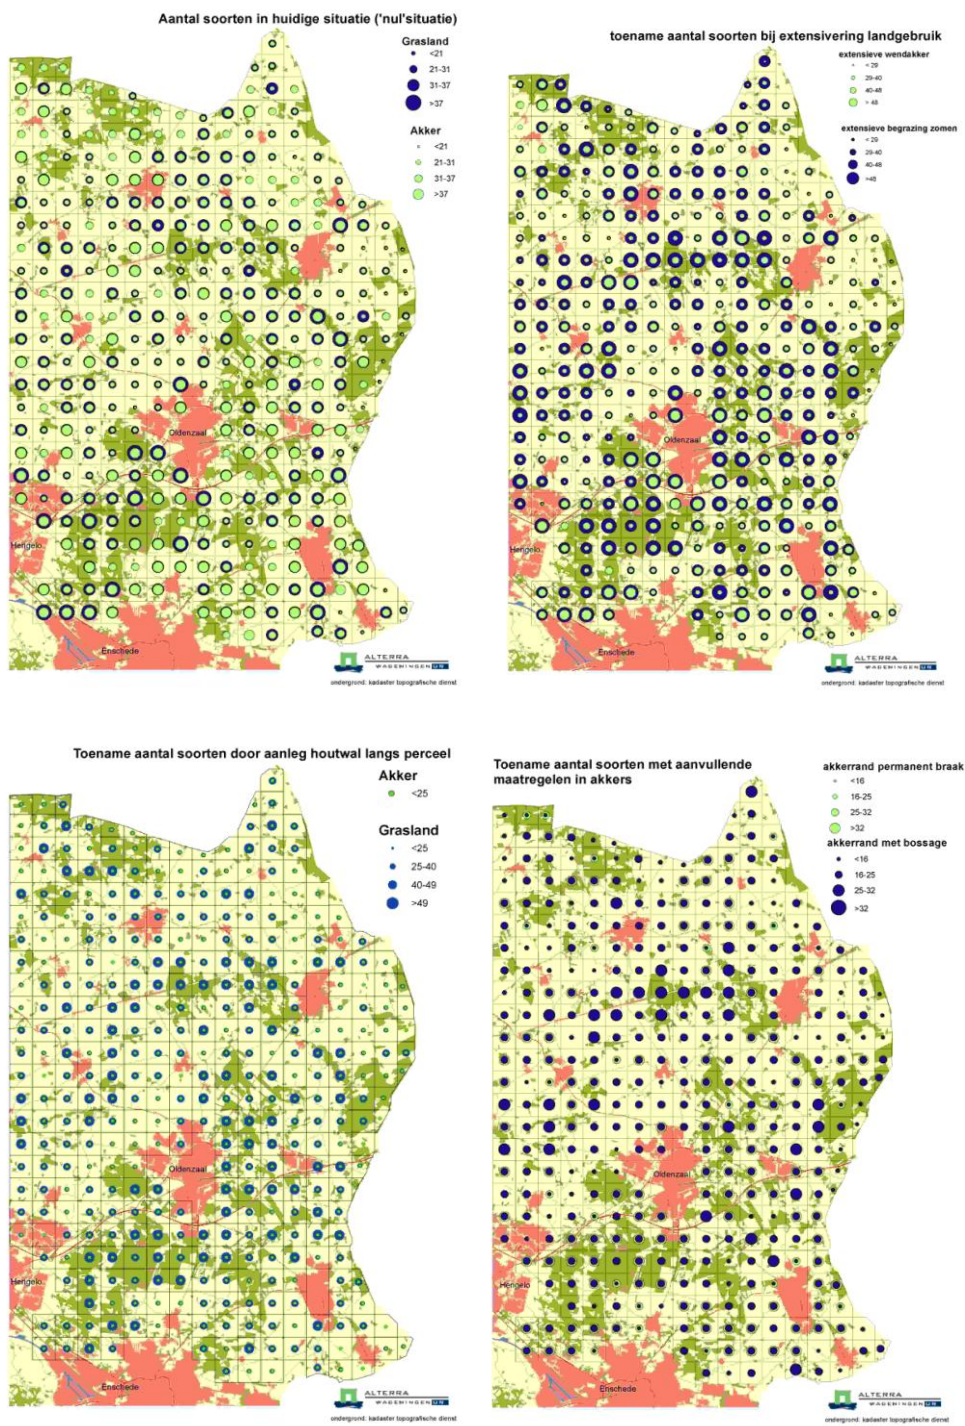 Aantal soorten in huidige situatie ('nul'situatie)
Grasland
<21
21-31
31-37
>37
Akker
<21
21-31
31-37
>37
Oldenzaal
Hengelo
Enschede
ALTERRA
WAGENINGEN UR
ondergrond: kadaster topografische dienst
toename aantal soorten bij extensivering landgebruik
extensieve wendakker
< 29
29-40
40-48
> 48
extensieve begrazing zomen
< 29
29-40
40-48
>48
Oldenzaal
Hengelo
Enschede
ALTERRA
WAGENINGEN UR
ondergrond: kadaster topografische dienst
Toename aantal soorten door aanleg houtwal langs perceel
Akker
<25
Grasland
<25
25-40
40-49
>49
Oldenzaal
Hengelo
Enschede
ALTERRA
WAGENINGEN UR
ondergrond: kadaster topografische dienst
Toename aantal soorten met aanvullende
maatregelen in akkers
akkerrand permanent braak
<16
16-25
25-32
>32
akkerrand met bossage
<16
16-25
25-32
>32
Oldenzaal
Hengelo
Enschede
ALTERRA
WAGENINGEN UR
ondergrond: kadaster topografische dienst